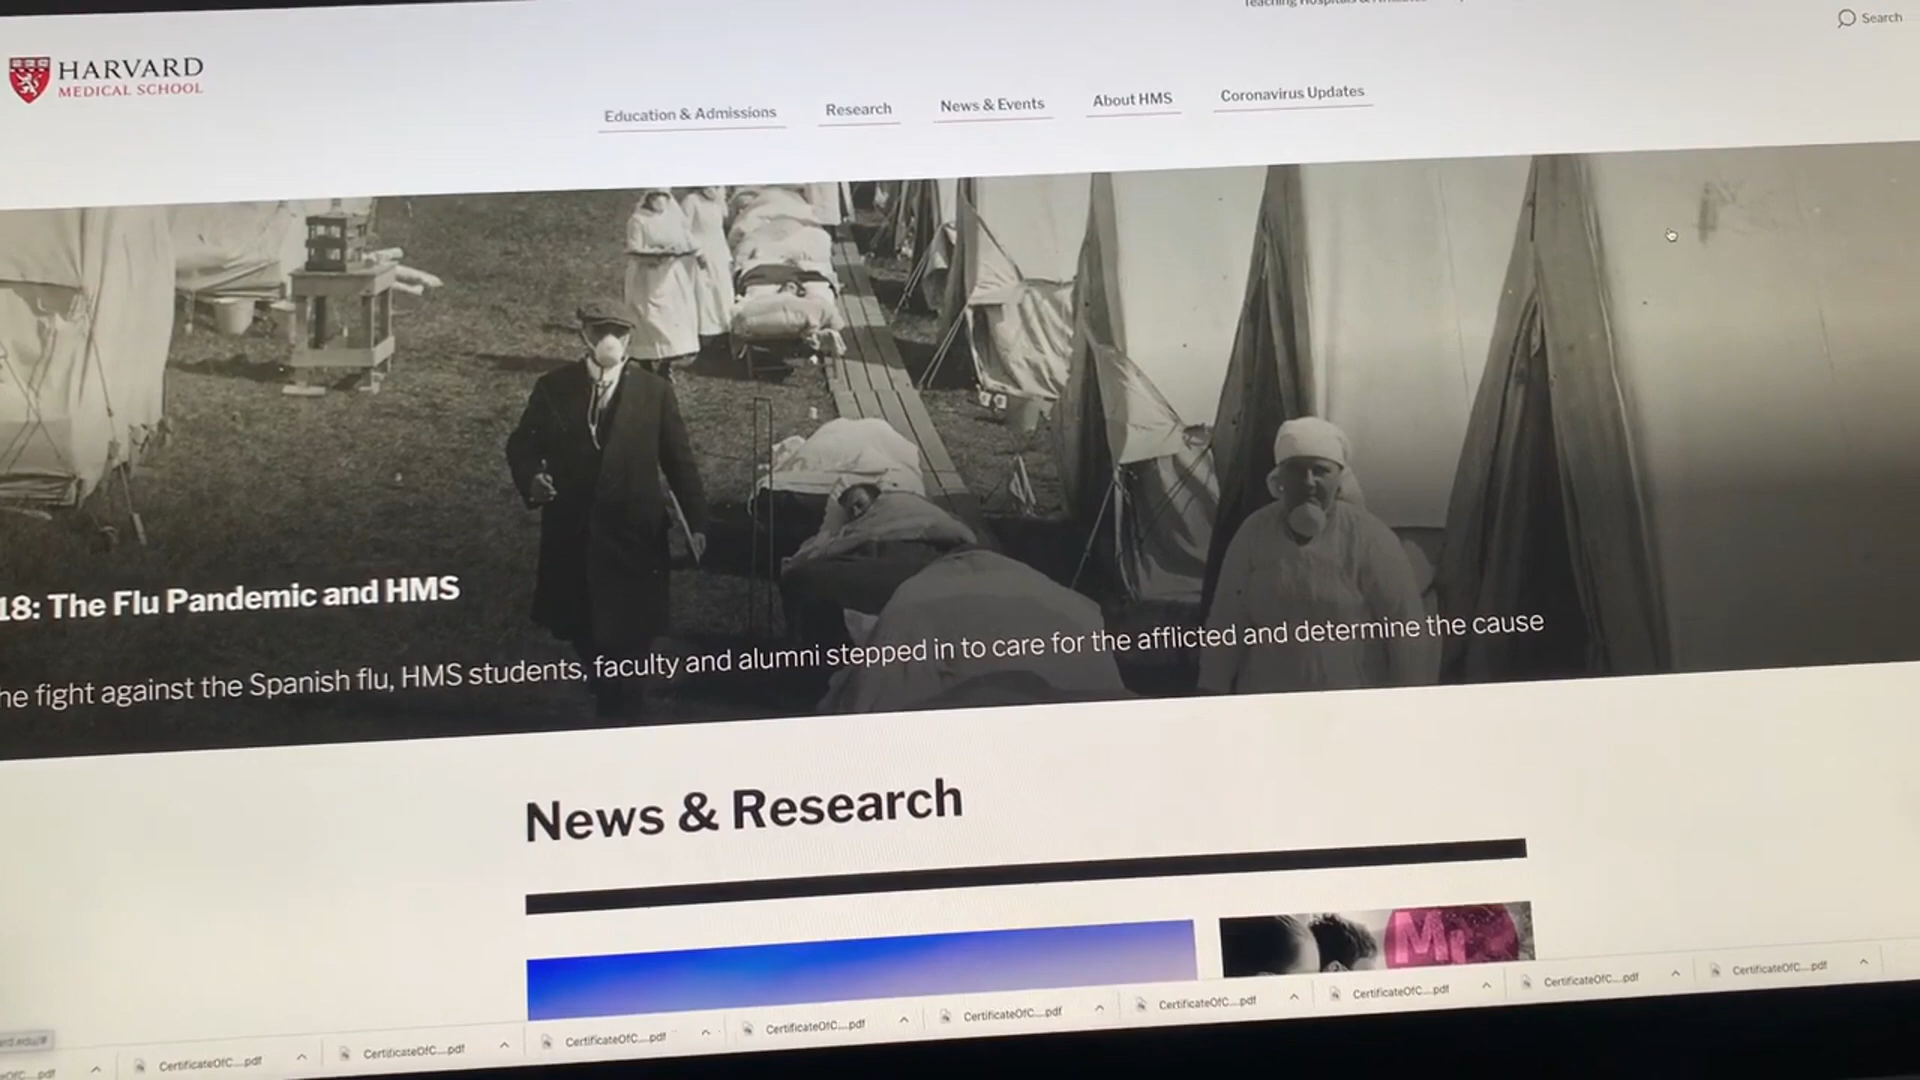 Teaching Hospitals &
Search
HARVARD
MEDICAL SCHOOL
Education & Admissions
Research
News & Events
About HMS
Coronavirus Updates
18: The Flu Pandemic and HMS
he fight against the Spanish flu, HMS students, faculty and alumni stepped in to care for the afflicted and determine the cause
News & Research
CertificateOfC....pdf
CertificateOfC....pdf
CertificateOfC....pdf
CertificateOfC....pdf
CertificateOfC....pdf
CertificateOfC....pdf
CertificateOfC....pdf
CertificateOfC....pdf
CertificateOfC....pdf